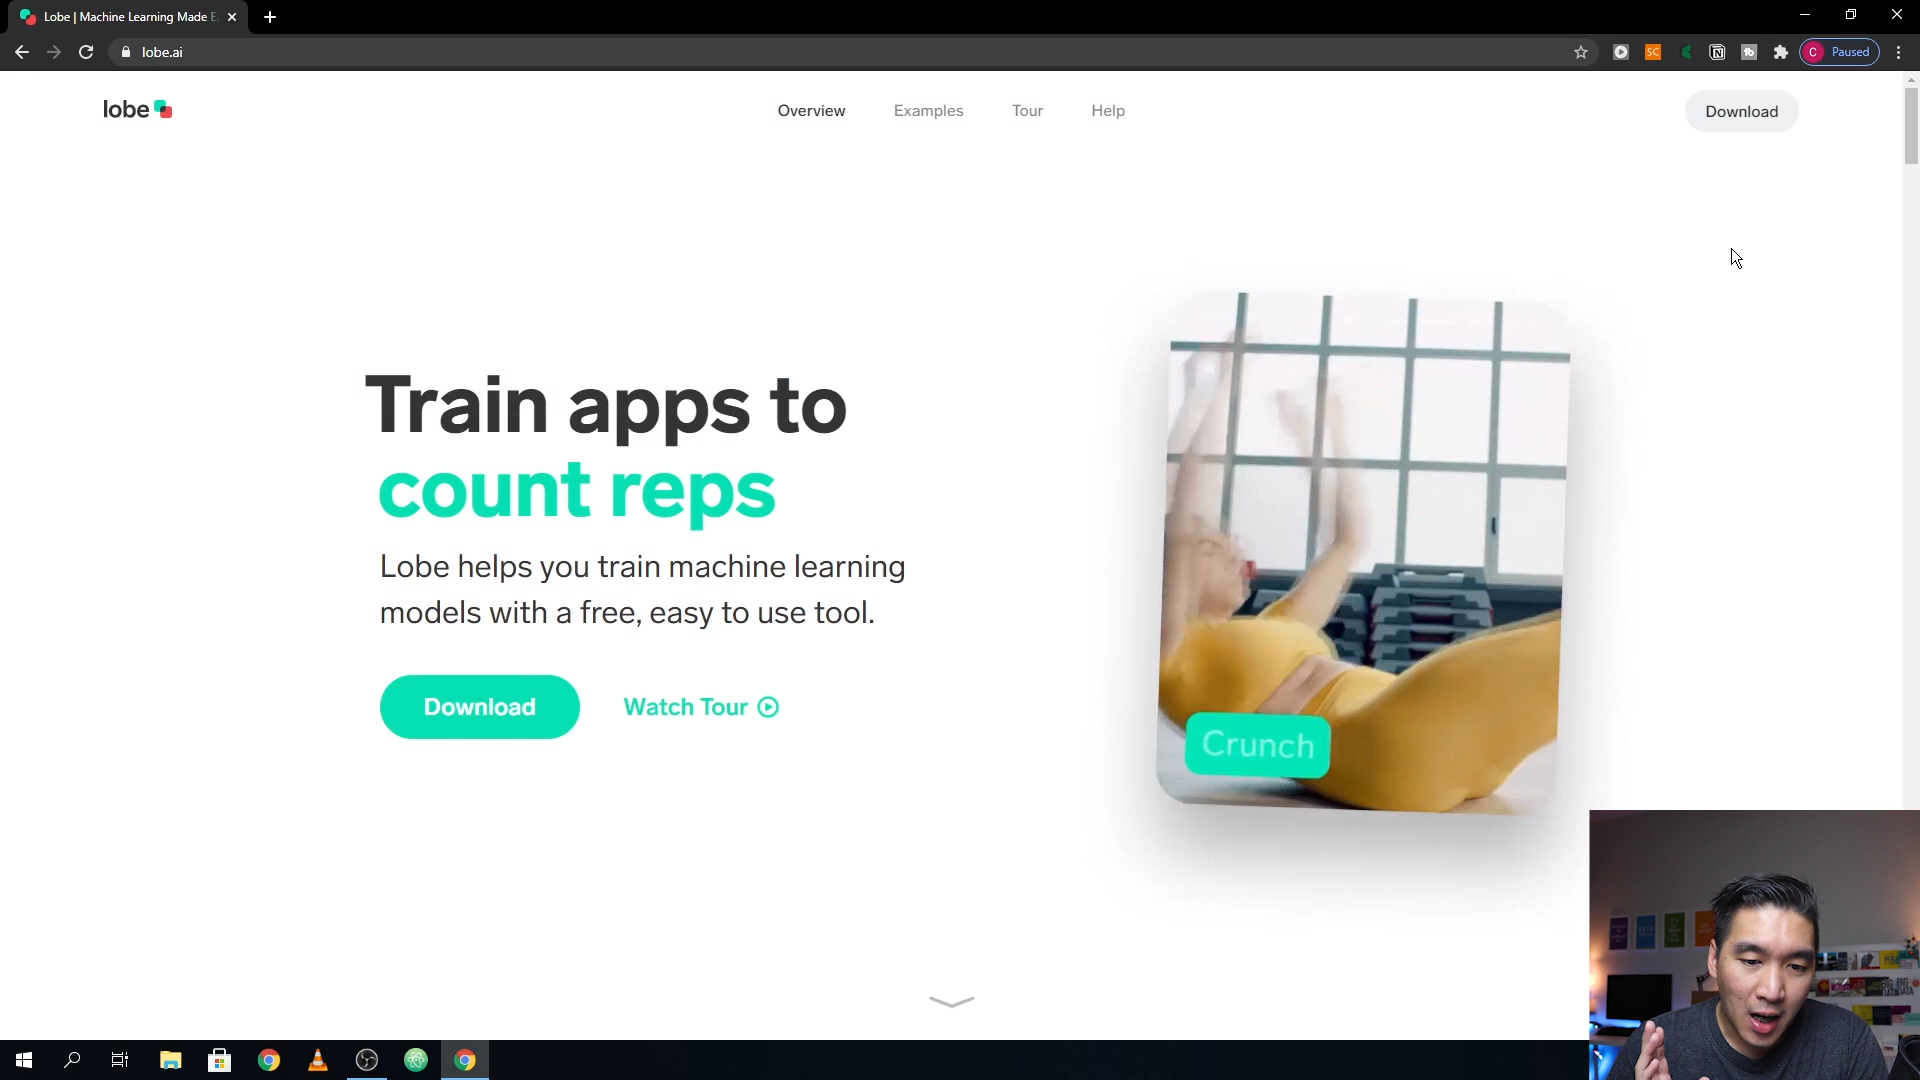 Lobe | Machine Learning Made E
lobe.ai
SC
C
Paused
lobe
Overview
Examples
Tour
Help
Download
Train apps to
count reps
Lobe helps you train machine learning
models with a free, easy to use tool.
Download
Watch Tour
Crunch